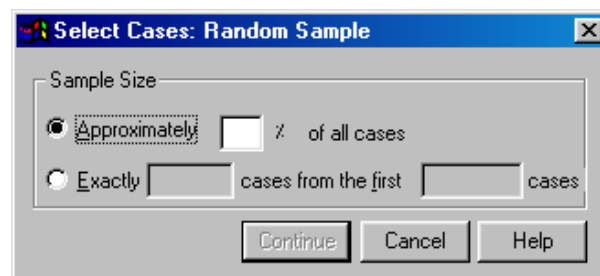 Select Cases: Random Sample
Sample Size
Approximately % of all cases
Exactly cases from the first cases
Continue Cancel Help